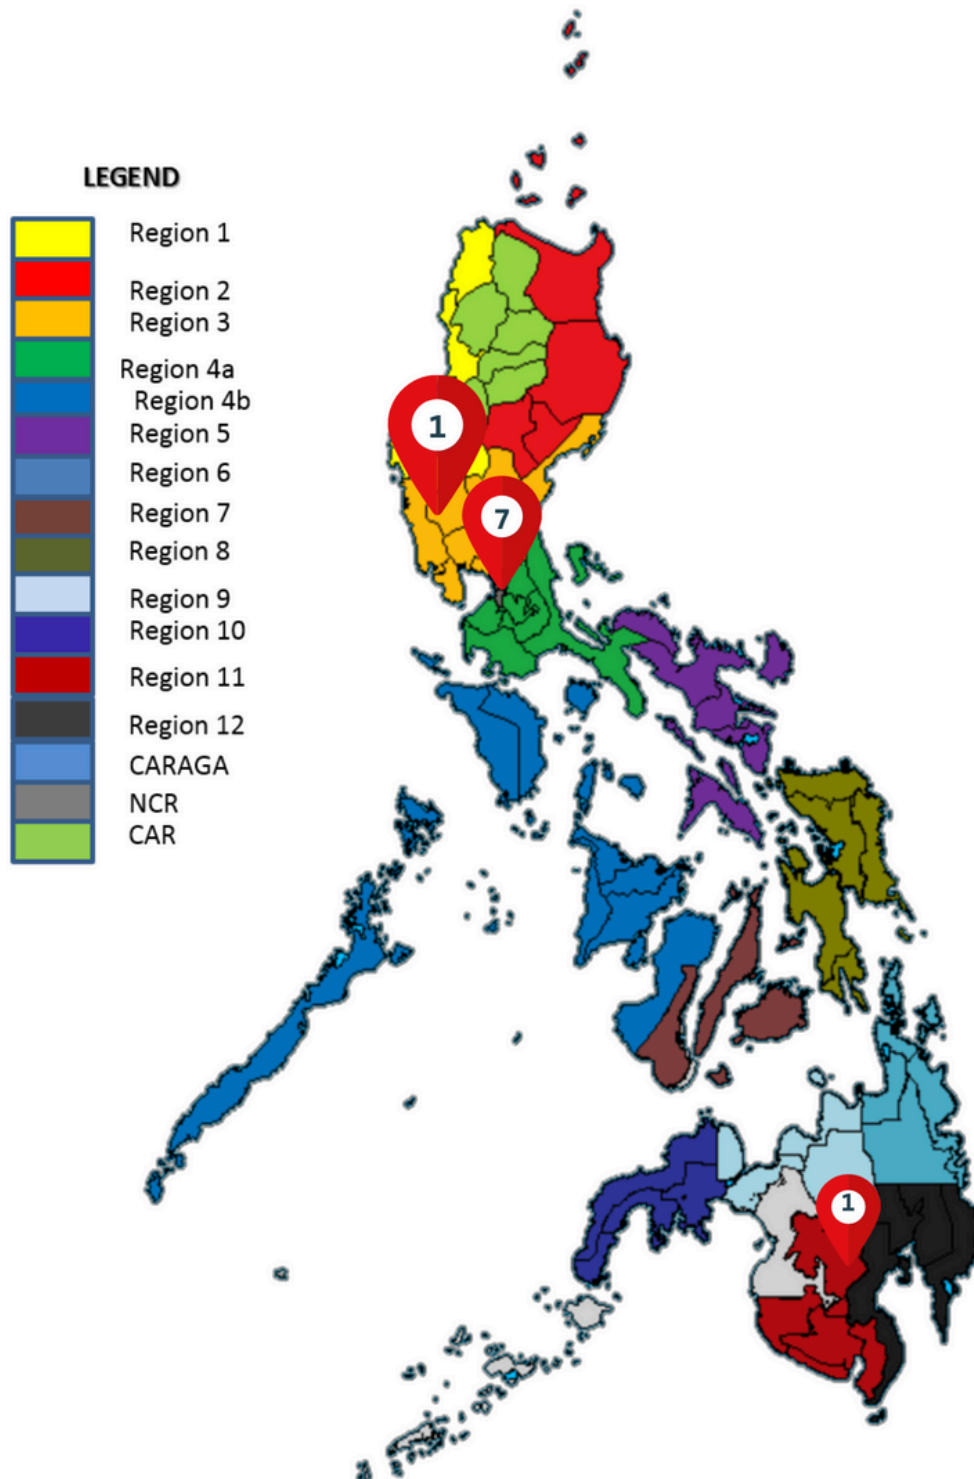 LEGEND
Region 1
Region 2
Region 3
Region 4a
Region 4b
Region 5
Region 6
Region 7
Region 8
Region 9
Region 10
Region 11
Region 12
CARAGA
NCR
CAR
1
7
1